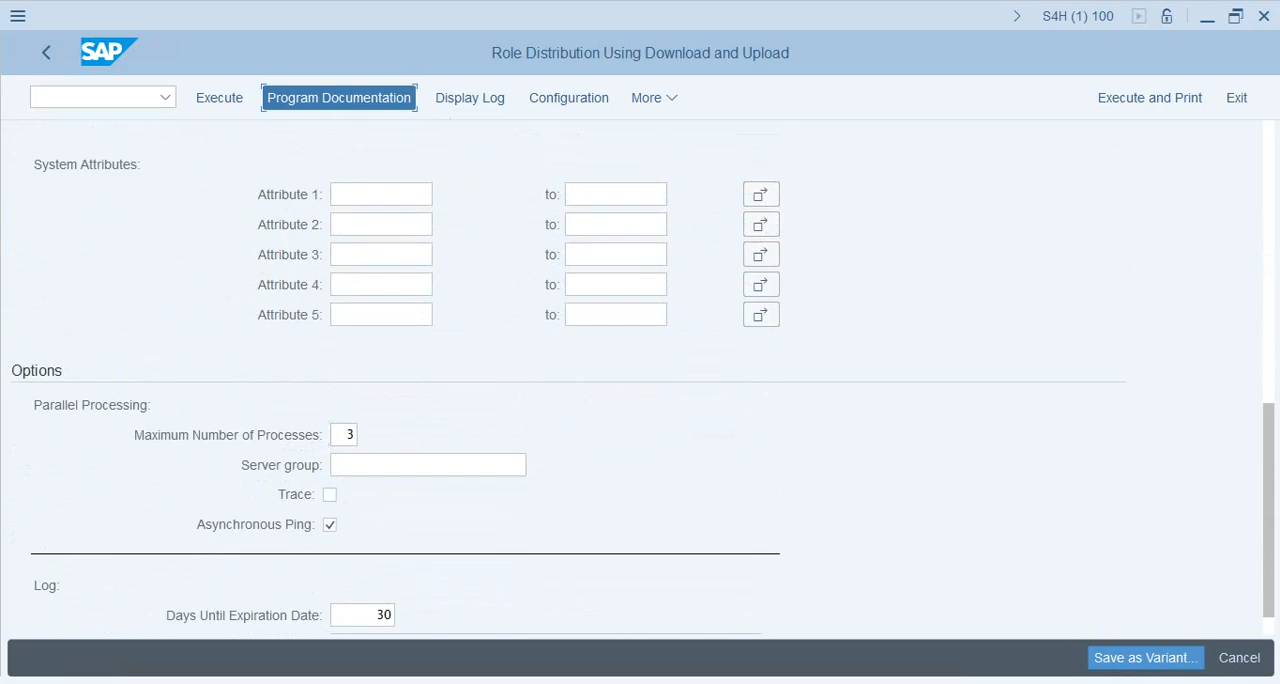 S4H (1) 100
SAP
Role Distribution Using Download and Upload
Execute Program Documentation Display Log Configuration More Execute and Print Exit
System Attributes:
Attribute 1: to:
Attribute 2: to:
Attribute 3: to:
Attribute 4: to:
Attribute 5: to:
Options
Parallel Processing:
Maximum Number of Processes: 3
Server group:
Trace:
Asynchronous Ping:
Log:
Days Until Expiration Date: 30
Save as Variant... Cancel